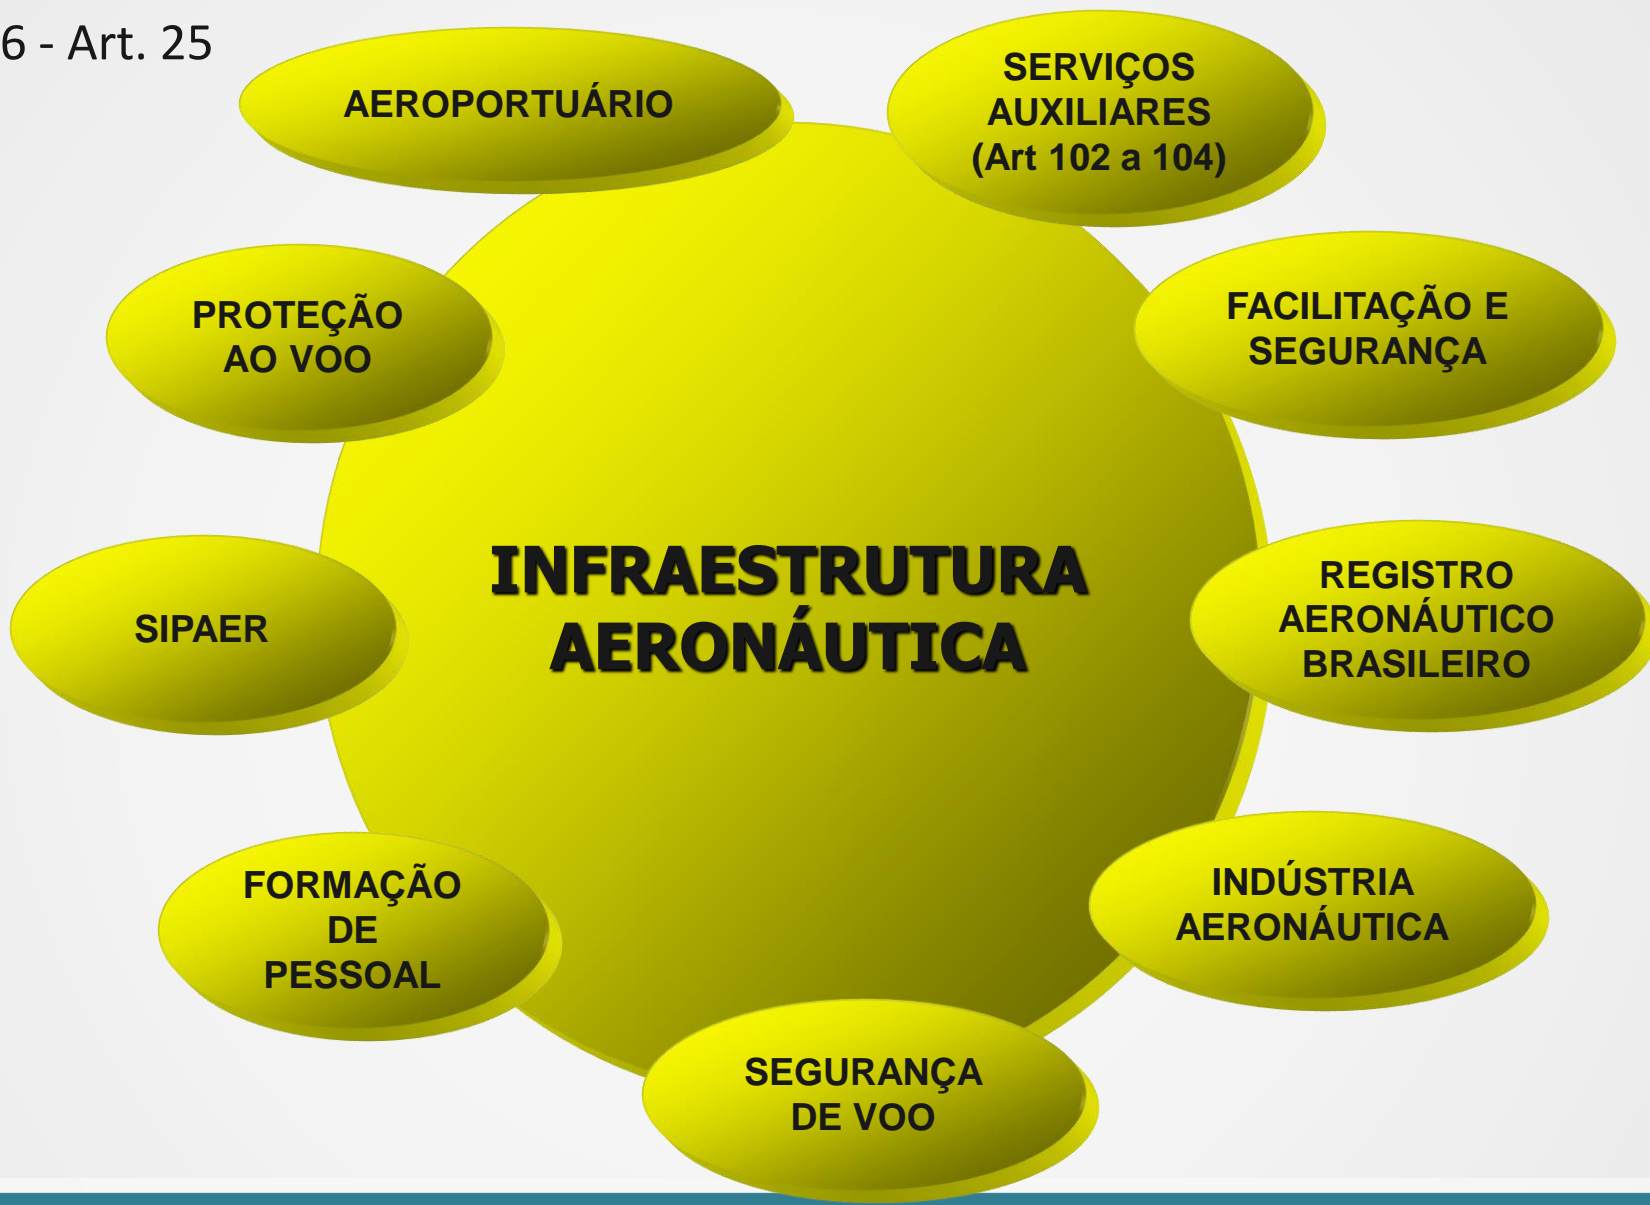 6 - Art. 25
AEROPORTUÁRIO
SERVIÇOS
AUXILIARES
(Art 102 a 104)
PROTEÇÃO
AO VOO
FACILITAÇÃO E
SEGURANÇA
INFRAESTRUTURA
AERONÁUTICA
SIPAER
REGISTRO
AERONÁUTICO
BRASILEIRO
FORMAÇÃO
DE
PESSOAL
INDÚSTRIA
AERONÁUTICA
SEGURANÇA
DE VOO